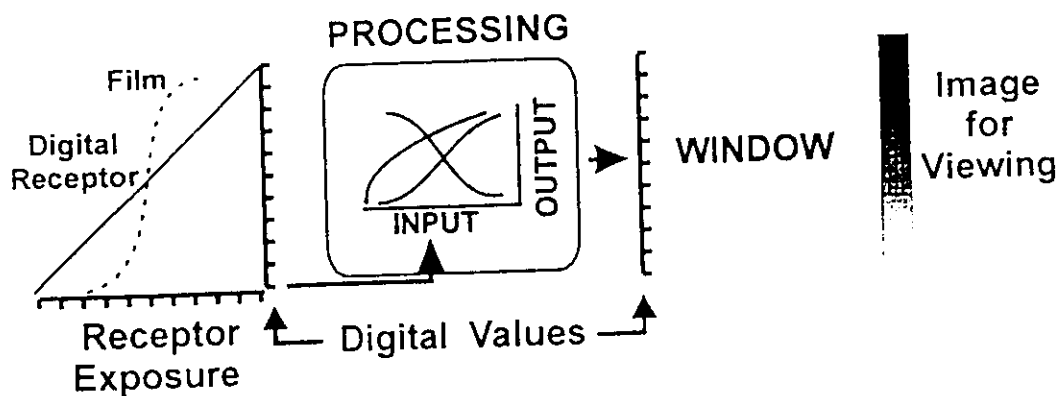 PROCESSING
Film
Digital
Receptor
INPUT
OUTPUT
WINDOW
Image
for
Viewing
Receptor
Exposure
Digital Values